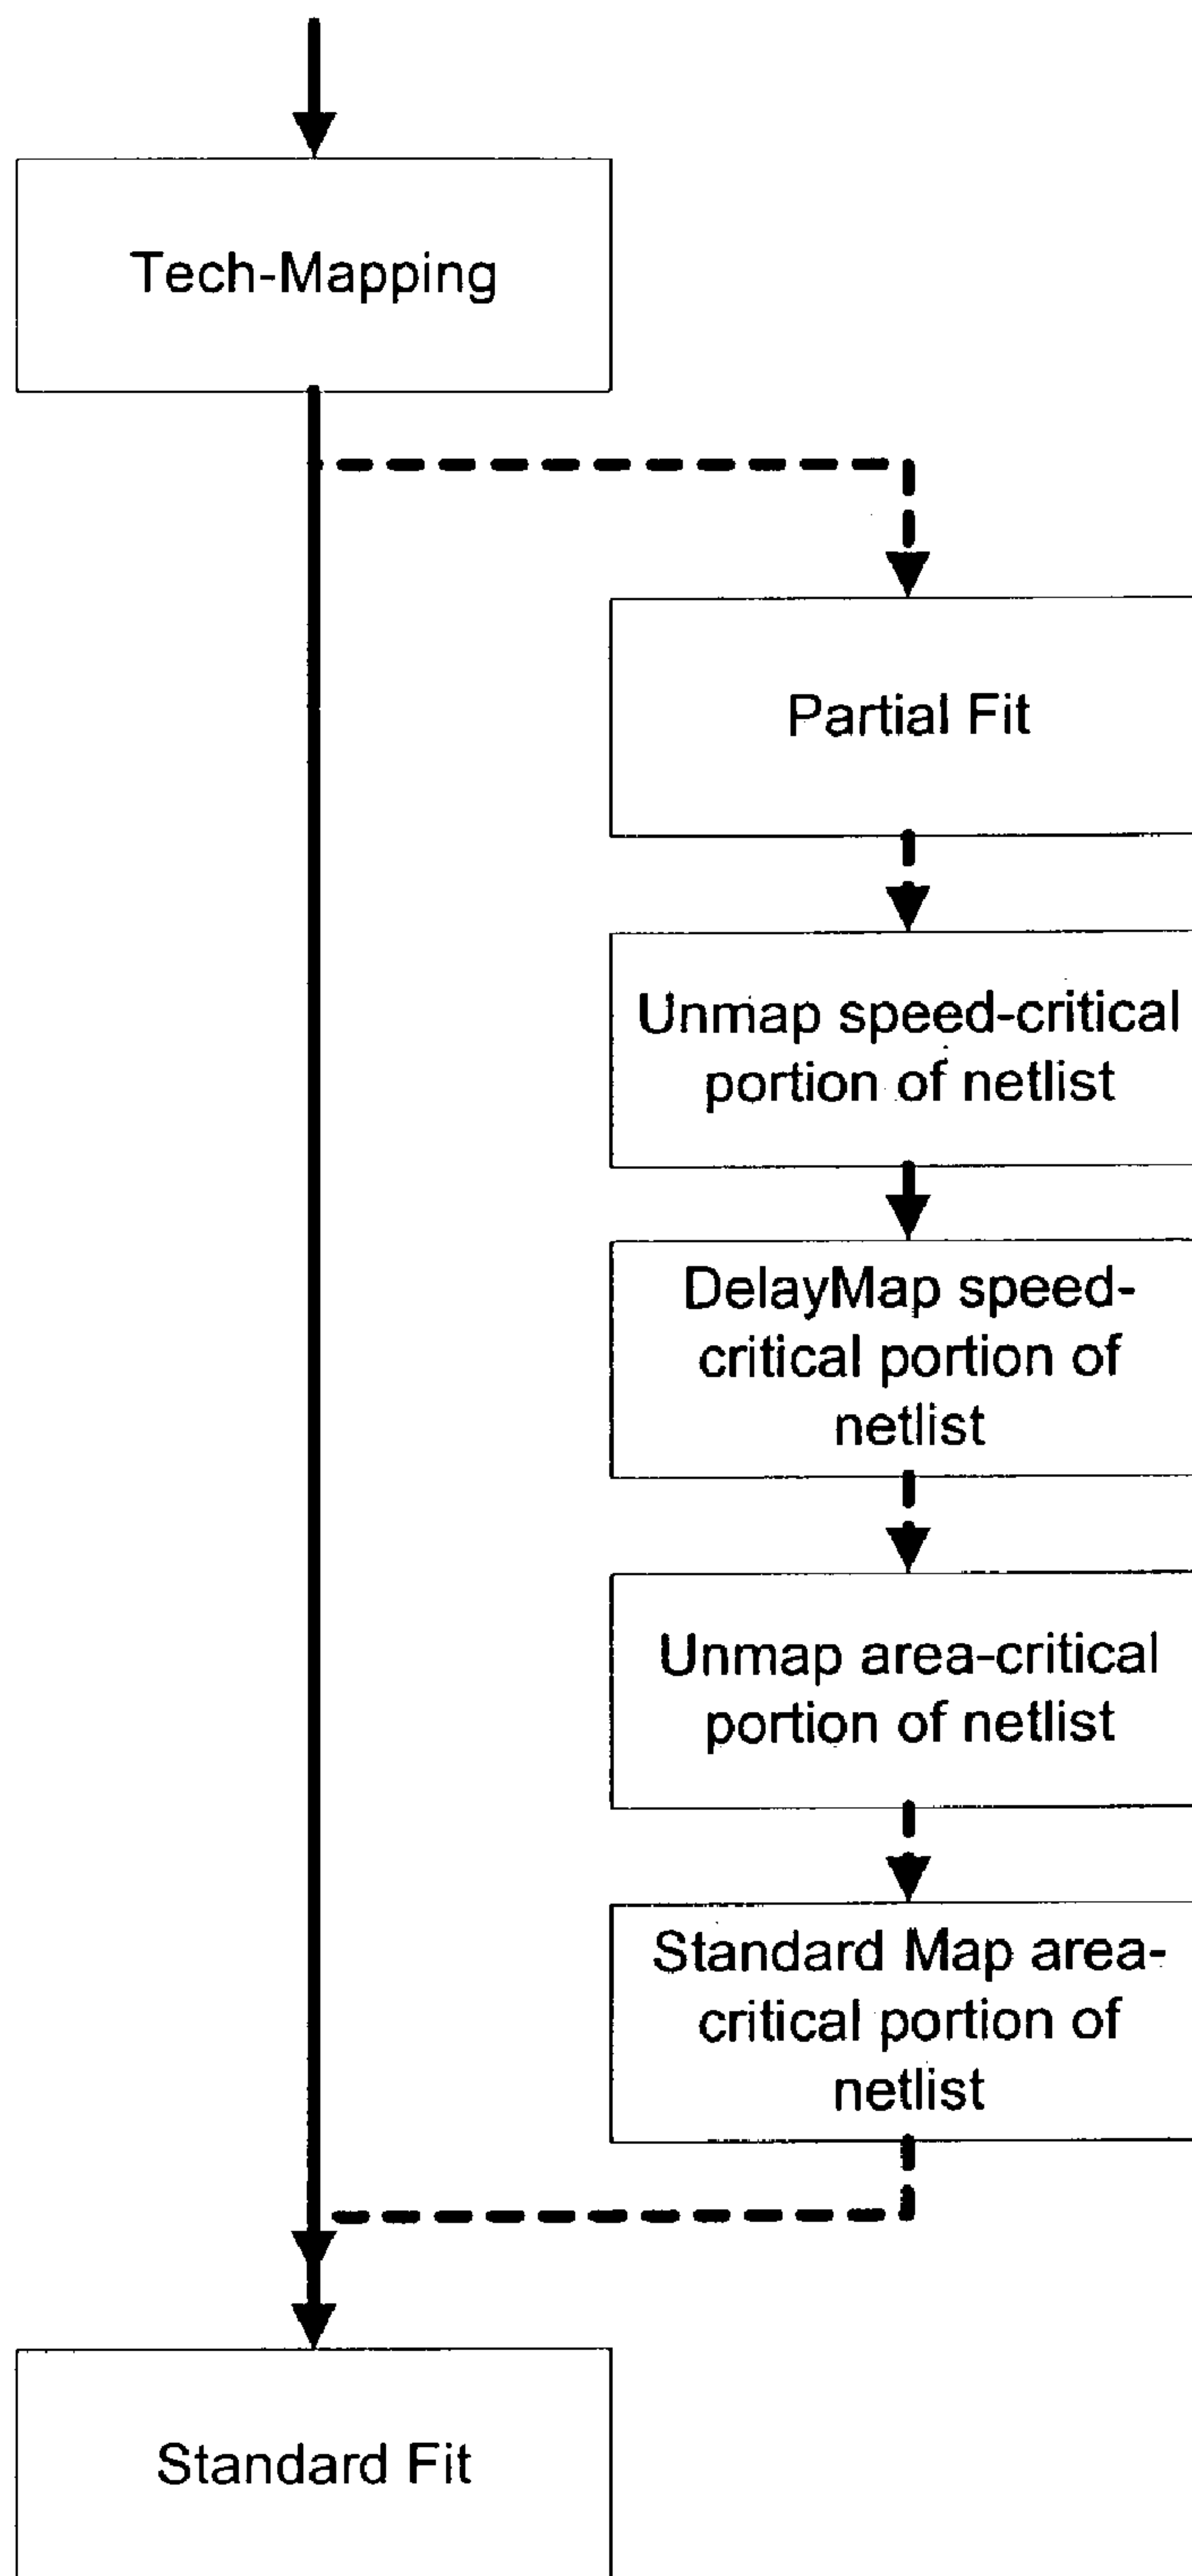 Tech-Mapping
Partial Fit
Unmap speed-critical
portion of netlist
DelayMap speed-
critical portion of
netlist
Unmap area-critical
portion of netlist
Standard Map area-
critical portion of
netlist
Standard Fit